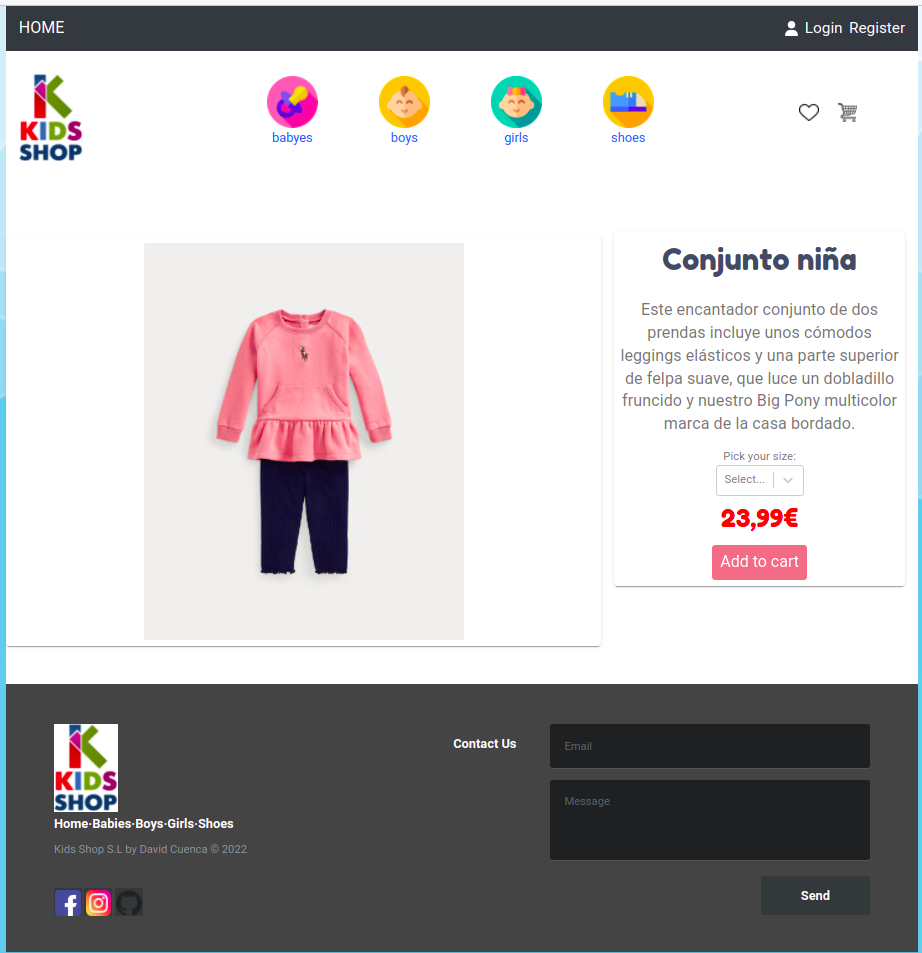 HOME
Login Register
KIDS
SHOP
babyes
boys
girls
shoes
Conjunto niña
Este encantador conjunto de dos
prendas incluye unos cómodos
leggings elásticos y una parte superior
de felpa suave, que luce un dobladillo
fruncido y nuestro Big Pony multicolor
marca de la casa bordado.
Pick your size:
Select...
23,99€
Add to cart
KIDS
SHOP
Home·Babies·Boys·Girls·Shoes
Kids Shop S.L by David Cuenca © 2022
Contact Us
Email
Message
Send